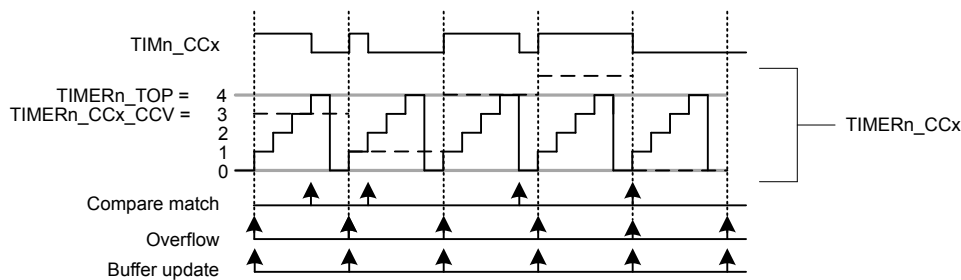 TIMn_CCx
TIMERn_TOP = 4
TIMERn_CCx_CCV = 3
2
1
0
TIMERn_CCx
Compare match
Overflow
Buffer update